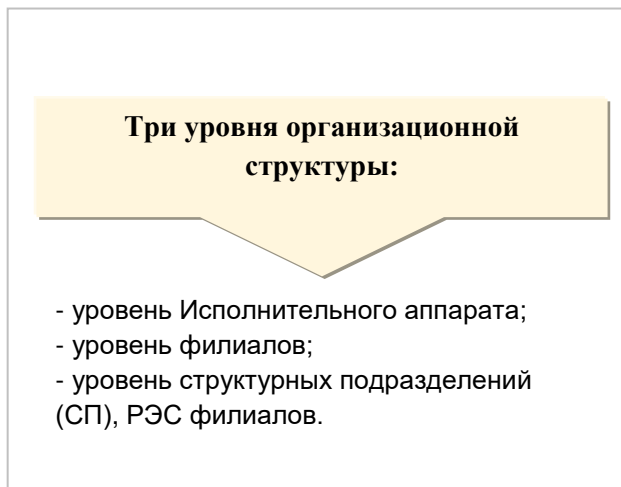 Три уровня организационной
структуры:
- уровень Исполнительного аппарата;
- уровень филиалов;
- уровень структурных подразделений
(СП), РЭС филиалов.